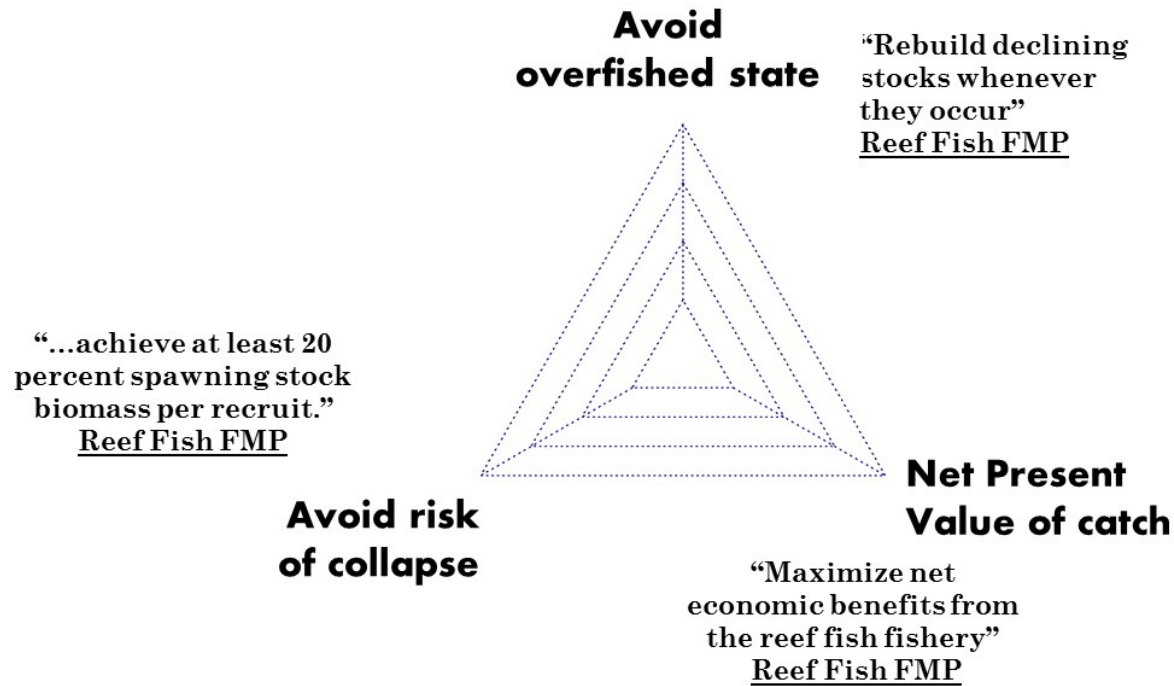 Avoid
overfished state
“Rebuild declining
stocks whenever
they occur”
Reef Fish FMP
“...achieve at least 20
percent spawning stock
biomass per recruit.”
Reef Fish FMP
Avoid risk
of collapse
Net Present
Value of catch
“Maximize net
economic benefits from
the reef fish fishery”
Reef Fish FMP